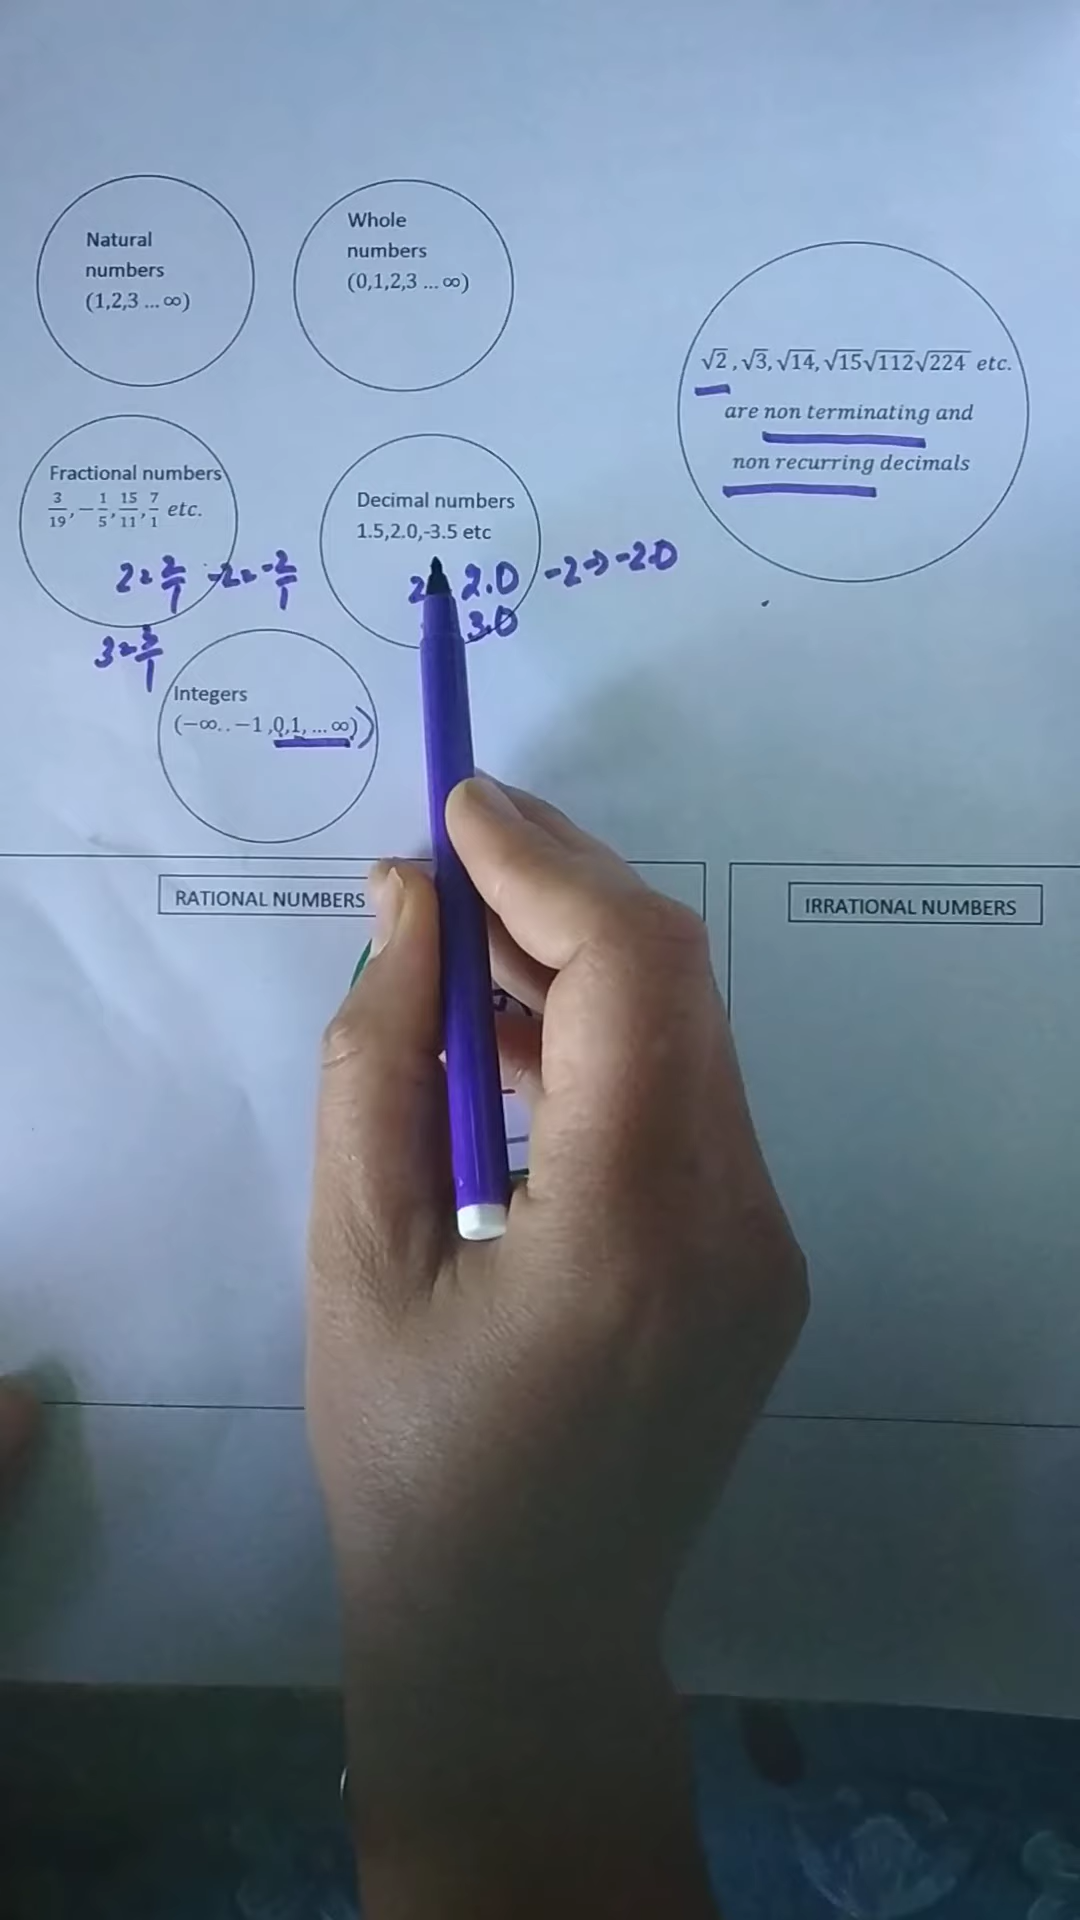 Natural
numbers
(1,2,3 ... ∞)
Whole
numbers
(0,1,2,3 ... ∞)
√2 , √3, √14, √15√112√224 etc.
are non terminating and
non recurring decimals
Fractional numbers
3/19, −1/5, 15/11, 7/1 etc.
2 = 2/1 -2 = -2/1
3 = 3/1
Decimal numbers
1.5,2.0,-3.5 etc
2 2.0 -2 → -2.0
3.0
Integers
(−∞.. −1 ,0,1, ... ∞))
RATIONAL NUMBERS
IRRATIONAL NUMBERS